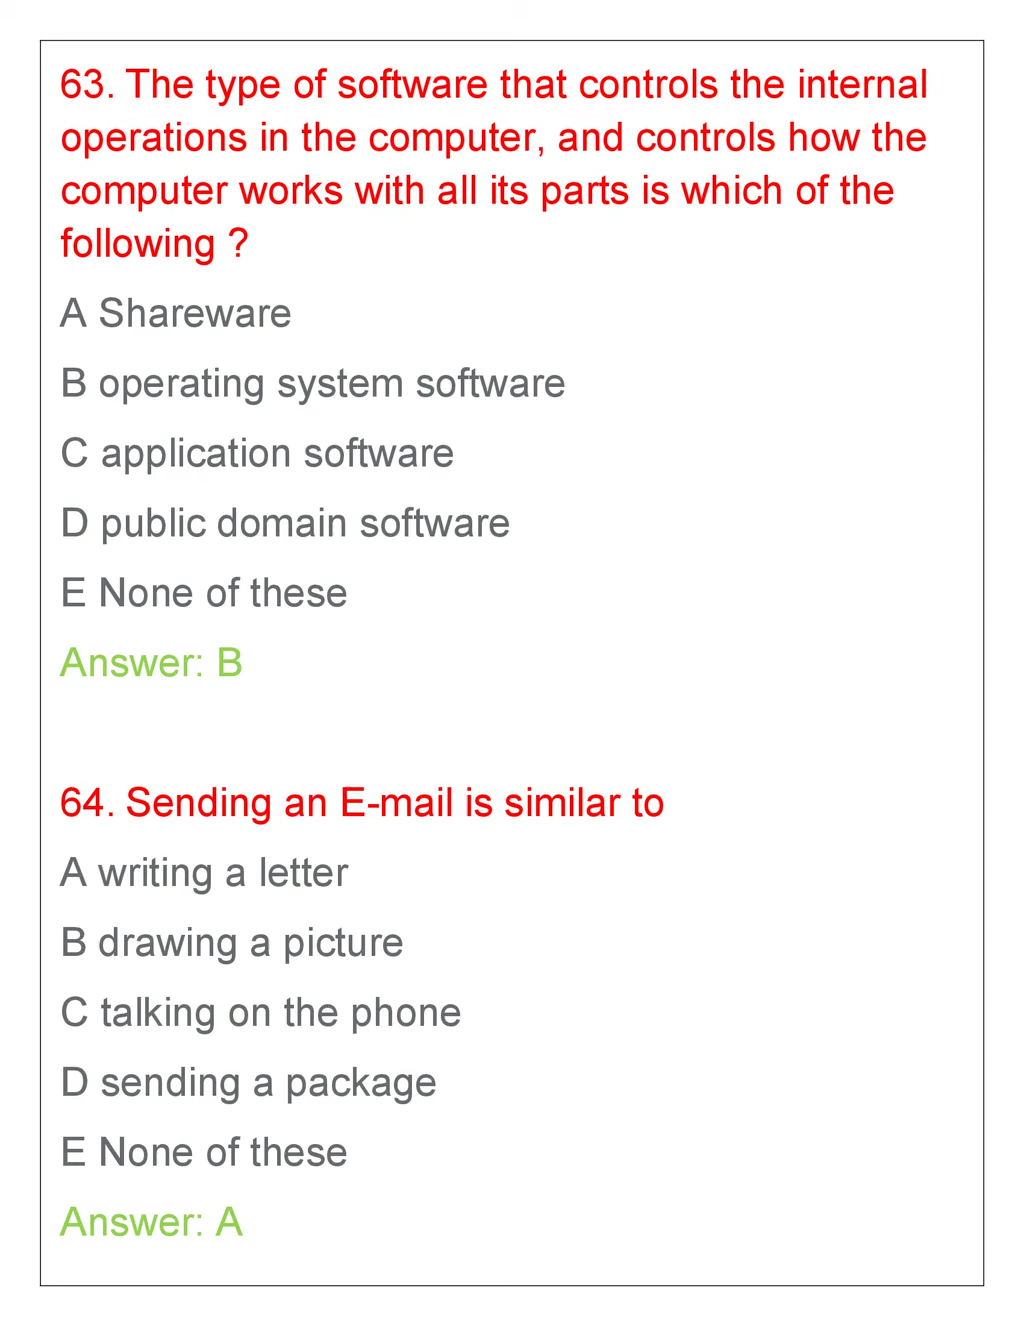 63. The type of software that controls the internal
operations in the computer, and controls how the
computer works with all its parts is which of the
following ?
A Shareware
B operating system software
C application software
D public domain software
E None of these
Answer: B
64. Sending an E-mail is similar to
A writing a letter
B drawing a picture
C talking on the phone
D sending a package
E None of these
Answer: A